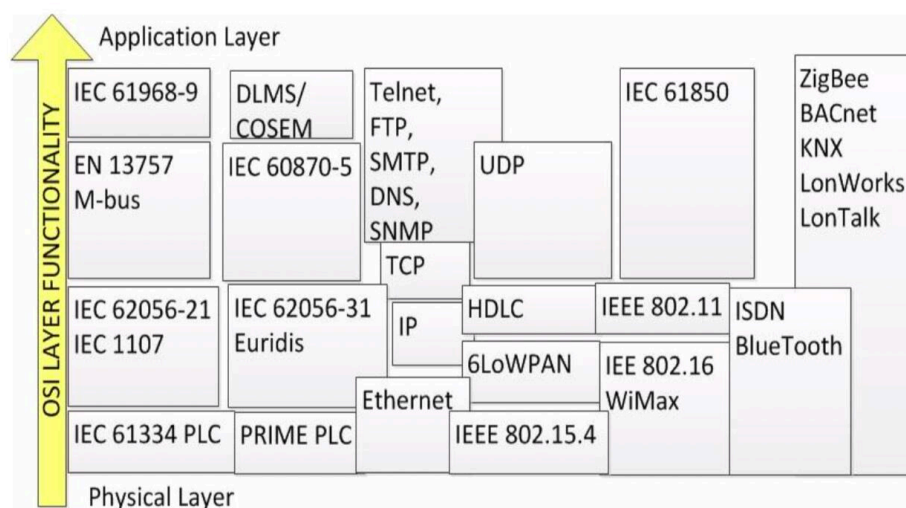 Application Layer
OSI LAYER FUNCTIONALITY
IEC 61968-9
DLMS/
COSEM
Telnet,
FTP,
SMTP,
DNS,
SNMP
IEC 61850
ZigBee
BACnet
KNX
LonWorks
LonTalk
EN 13757
M-bus
IEC 60870-5
UDP
TCP
IEC 62056-21
IEC 1107
IEC 62056-31
Euridis
IP
HDLC
IEEE 802.11
ISDN
BlueTooth
6LoWPAN
IEE 802.16
WiMax
Ethernet
IEC 61334 PLC
PRIME PLC
IEEE 802.15.4
Physical Layer